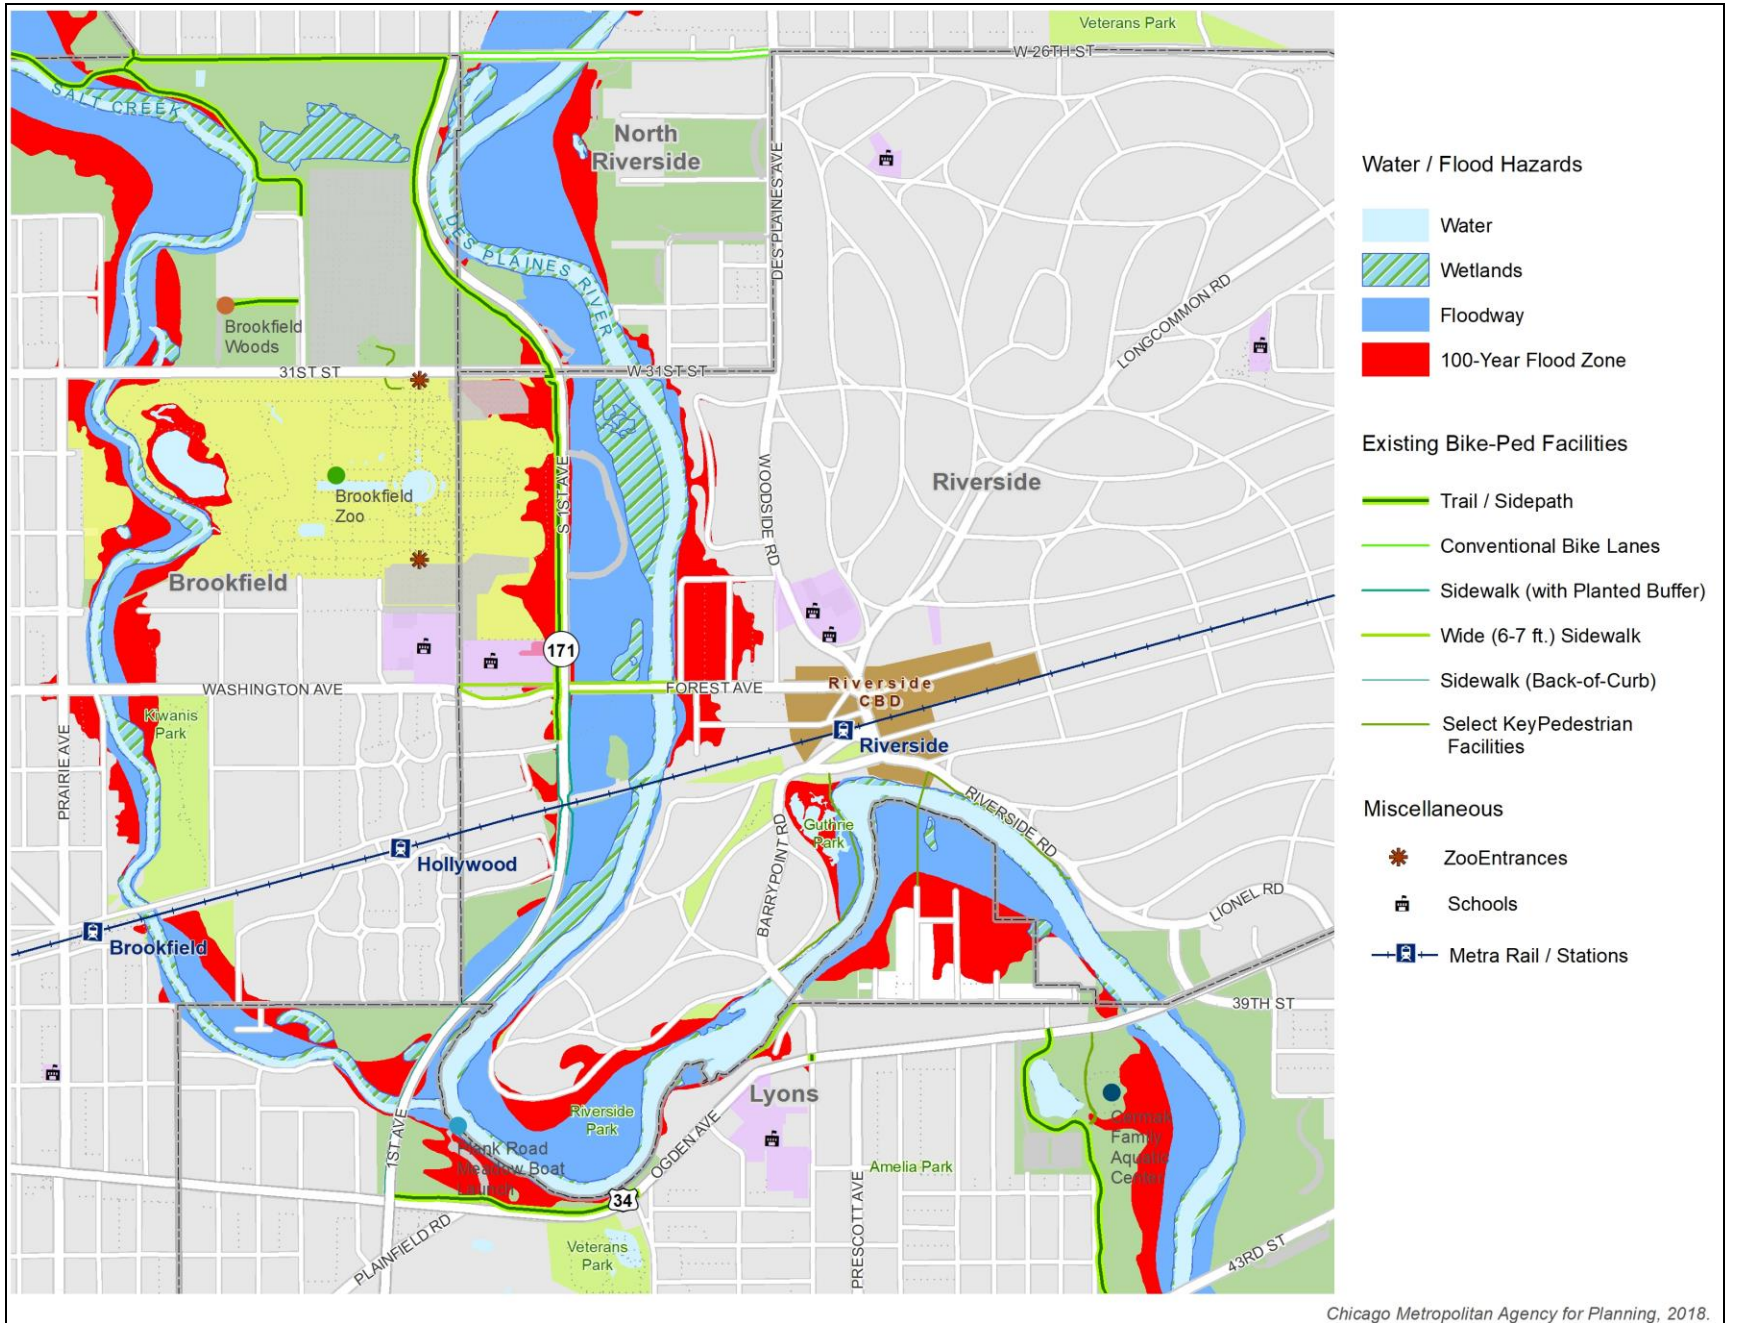 Veterans Park
W 26TH ST
SALT CREEK
North
Riverside
DES PLAINES AVE
DES PLAINES RIVER
LONGCOMMON RD
Brookfield
Woods
31ST ST
W 31ST ST
Brookfield
Zoo
S 1ST AVE
WOODSIDE RD
Riverside
Brookfield
171
WASHINGTON AVE
FOREST AVE
Riverside
CBD
Kiwanis
Park
PRAIRIE AVE
Riverside
Hollywood
Guthrie
Park
BARRYPOINT RD
RIVERSIDE RD
LIONEL RD
Brookfield
39TH ST
Lyons
Riverside
Park
1ST AVE
Plank Road
Meadow Boat
Launch
OGDEN AVE
Amelia Park
Cermak
Family
Aquatic
Center
34
PLAINFIELD RD
Veterans
Park
PRESCOTT AVE
43RD ST
Water / Flood Hazards
Water
Wetlands
Floodway
100-Year Flood Zone
Existing Bike-Ped Facilities
Trail / Sidepath
Conventional Bike Lanes
Sidewalk (with Planted Buffer)
Wide (6-7 ft.) Sidewalk
Sidewalk (Back-of-Curb)
Select KeyPedestrian
Facilities
Miscellaneous
ZooEntrances
Schools
Metra Rail / Stations
Chicago Metropolitan Agency for Planning, 2018.